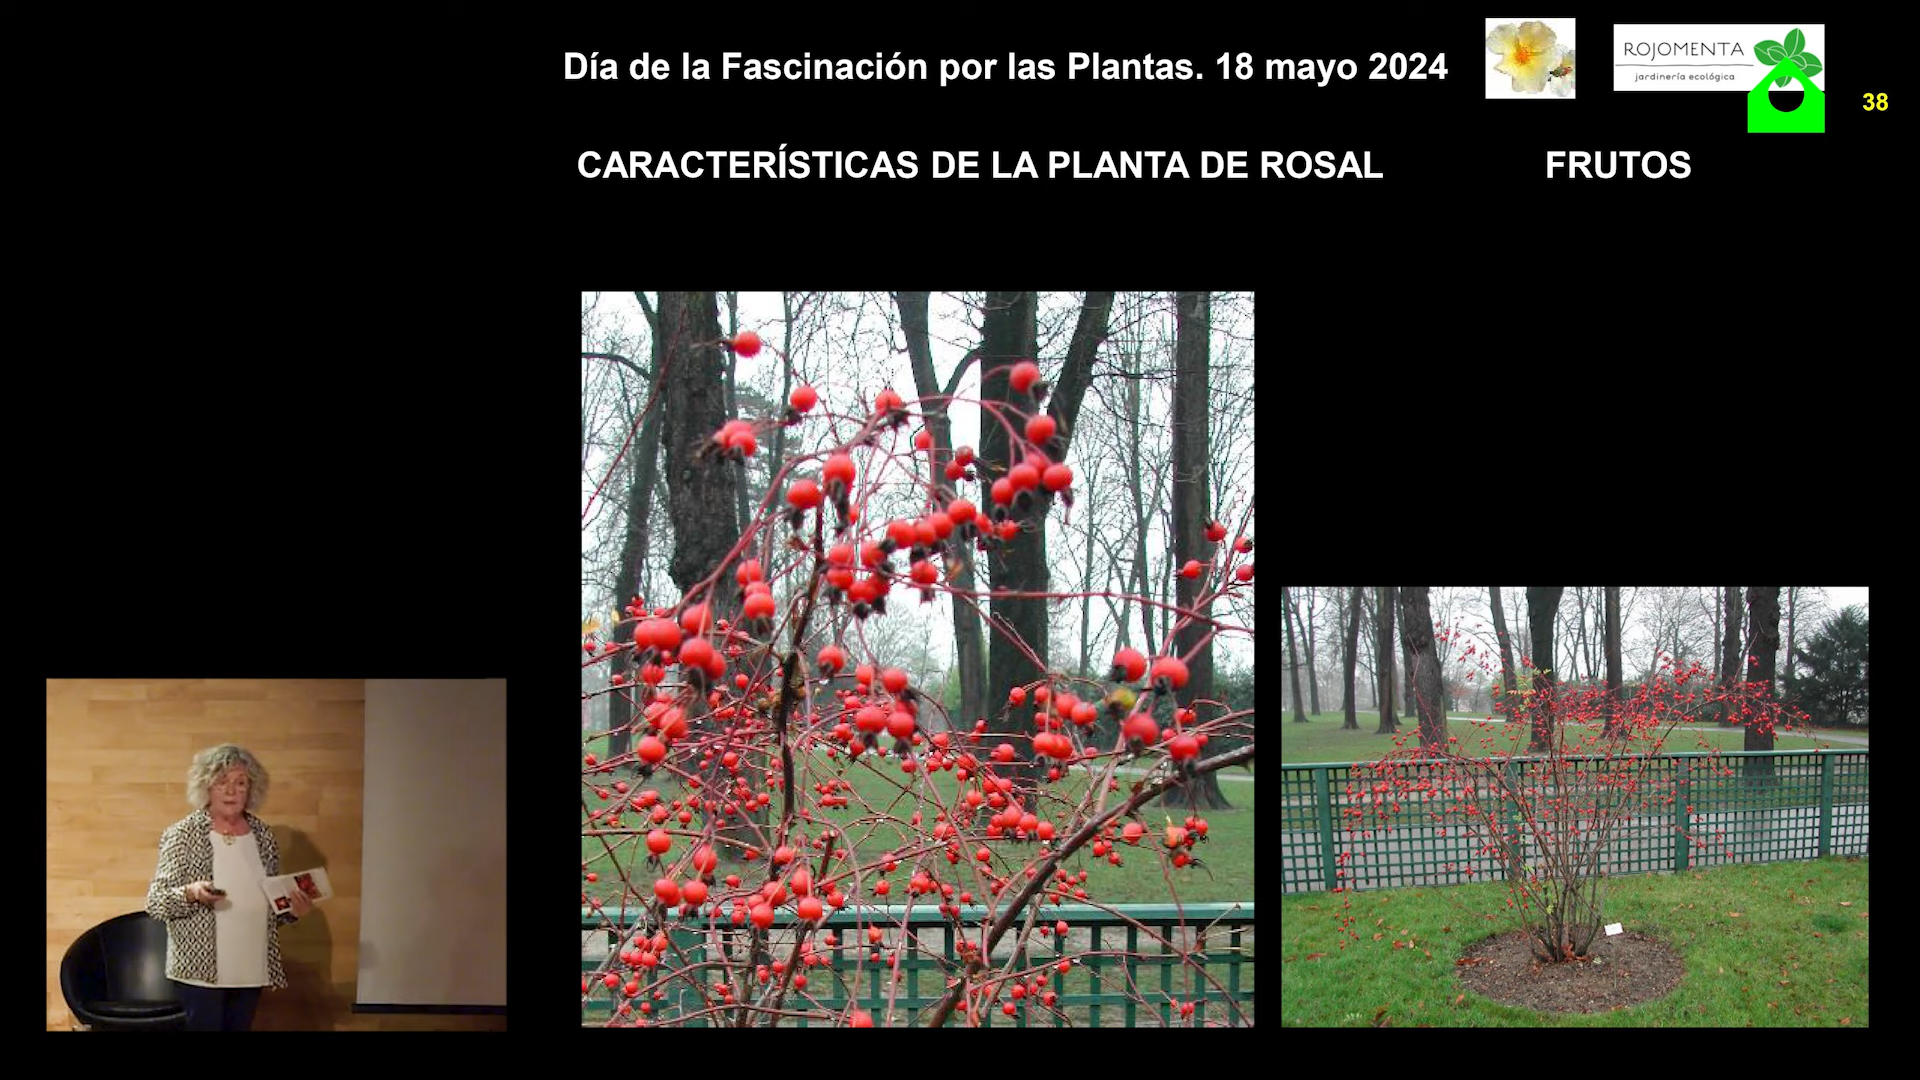 Día de la Fascinación por las Plantas. 18 mayo 2024
ROJOMENTA
jardinería ecológica
38
CARACTERÍSTICAS DE LA PLANTA DE ROSAL
FRUTOS